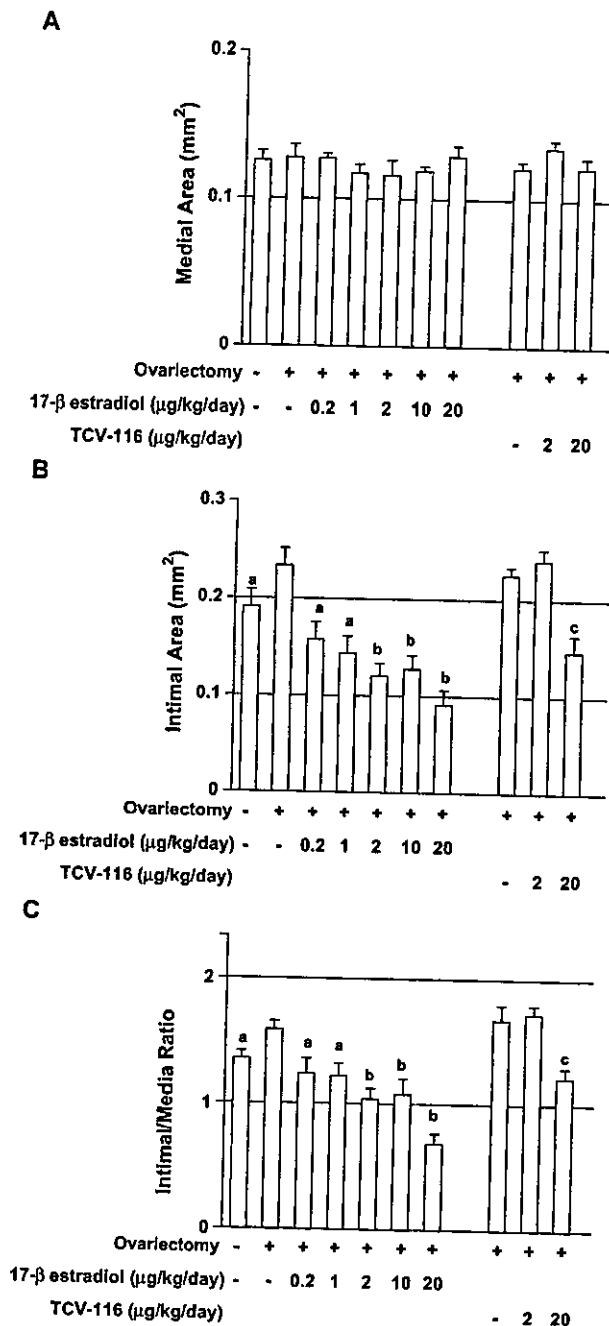 A
0.2
Medial Area (mm²)
0.1
0
Ovariectomy - + + + + + + + + +
17-β estradiol (μg/kg/day) - - 0.2 1 2 10 20
TCV-116 (μg/kg/day) - 2 20
B
0.3
Intimal Area (mm²)
0.2
0.1
0
a a a b b b c
Ovariectomy - + + + + + + + + +
17-β estradiol (μg/kg/day) - - 0.2 1 2 10 20
TCV-116 (μg/kg/day) - 2 20
C
2
Intimal/Media Ratio
1
0
a a a b b b c
Ovariectomy - + + + + + + + + +
17-β estradiol (μg/kg/day) - - 0.2 1 2 10 20
TCV-116 (μg/kg/day) - 2 20